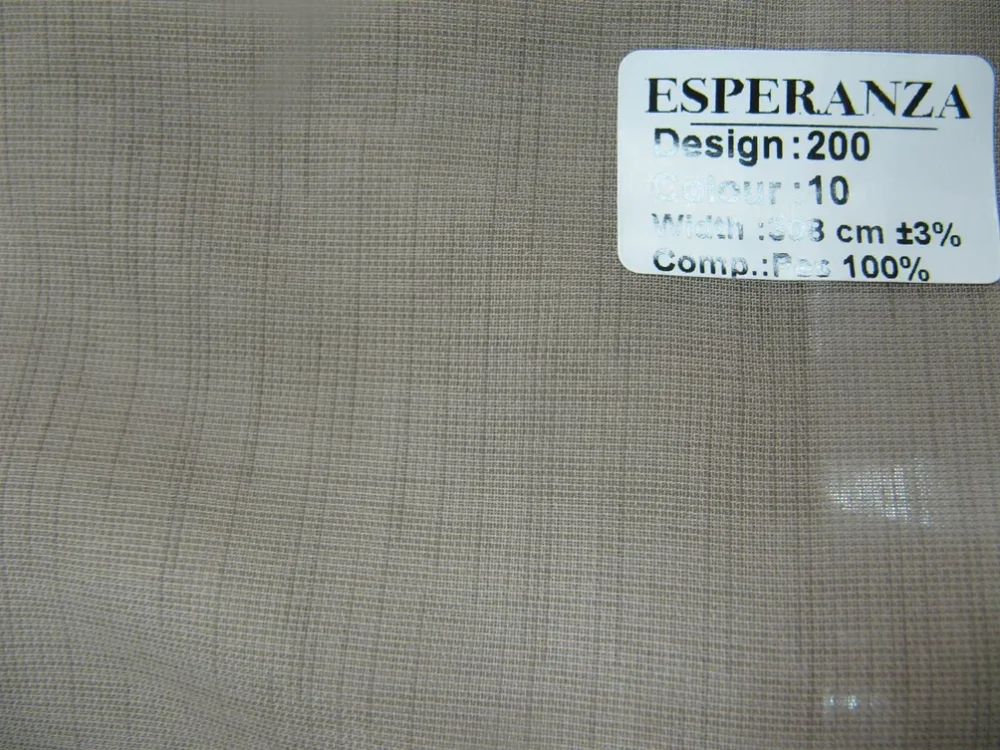 ESPERANZA
Design:200
Colour:10
Width : cm ±3%
Comp.:Pes 100%